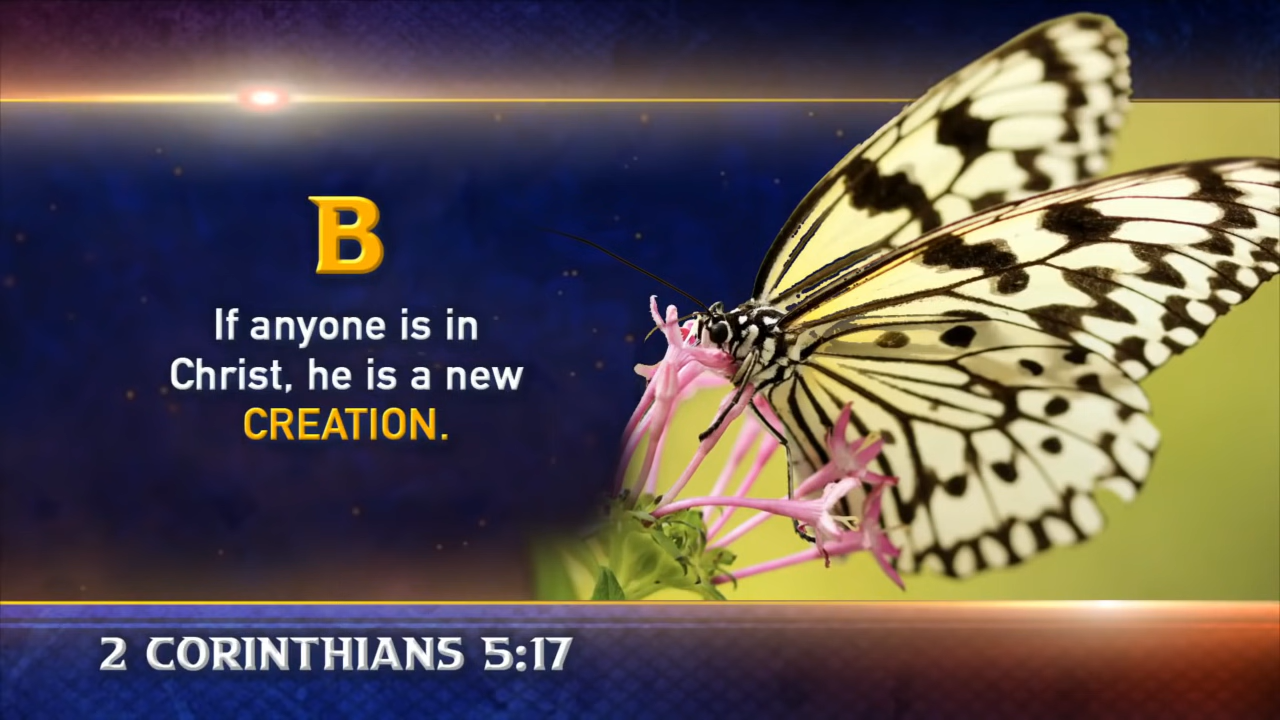 B
If anyone is in
Christ, he is a new
CREATION.
2 CORINTHIANS 5:17